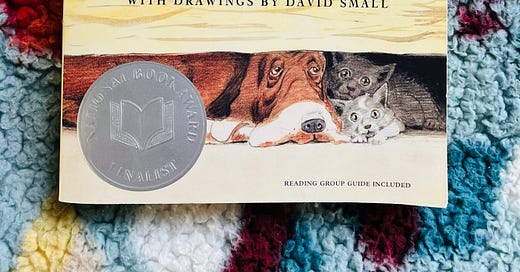 WITH DRAWINGS BY DAVID SMALL
NATIONAL BOOK AWARD
FINALIST
READING GROUP GUIDE INCLUDED